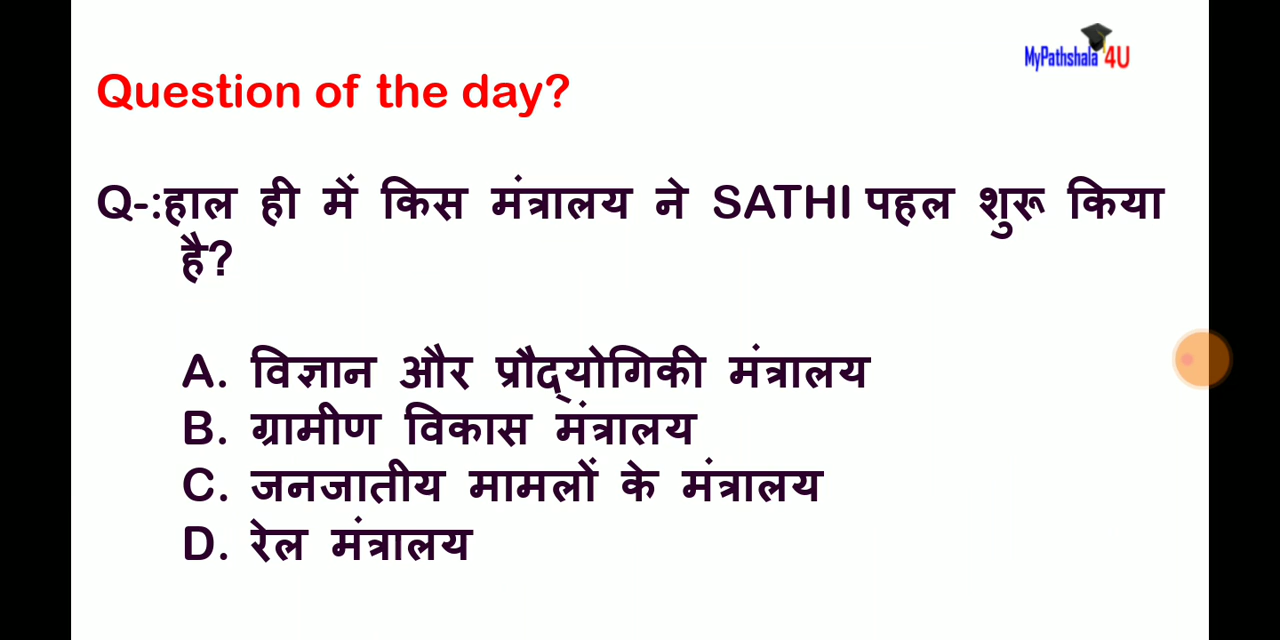 MyPathshala 4U
Question of the day?
Q-:हाल ही में किस मंत्रालय ने SATHI पहल शुरू किया
है?
A. विज्ञान और प्रौद्योगिकी मंत्रालय
B. ग्रामीण विकास मंत्रालय
C. जनजातीय मामलों के मंत्रालय
D. रेल मंत्रालय